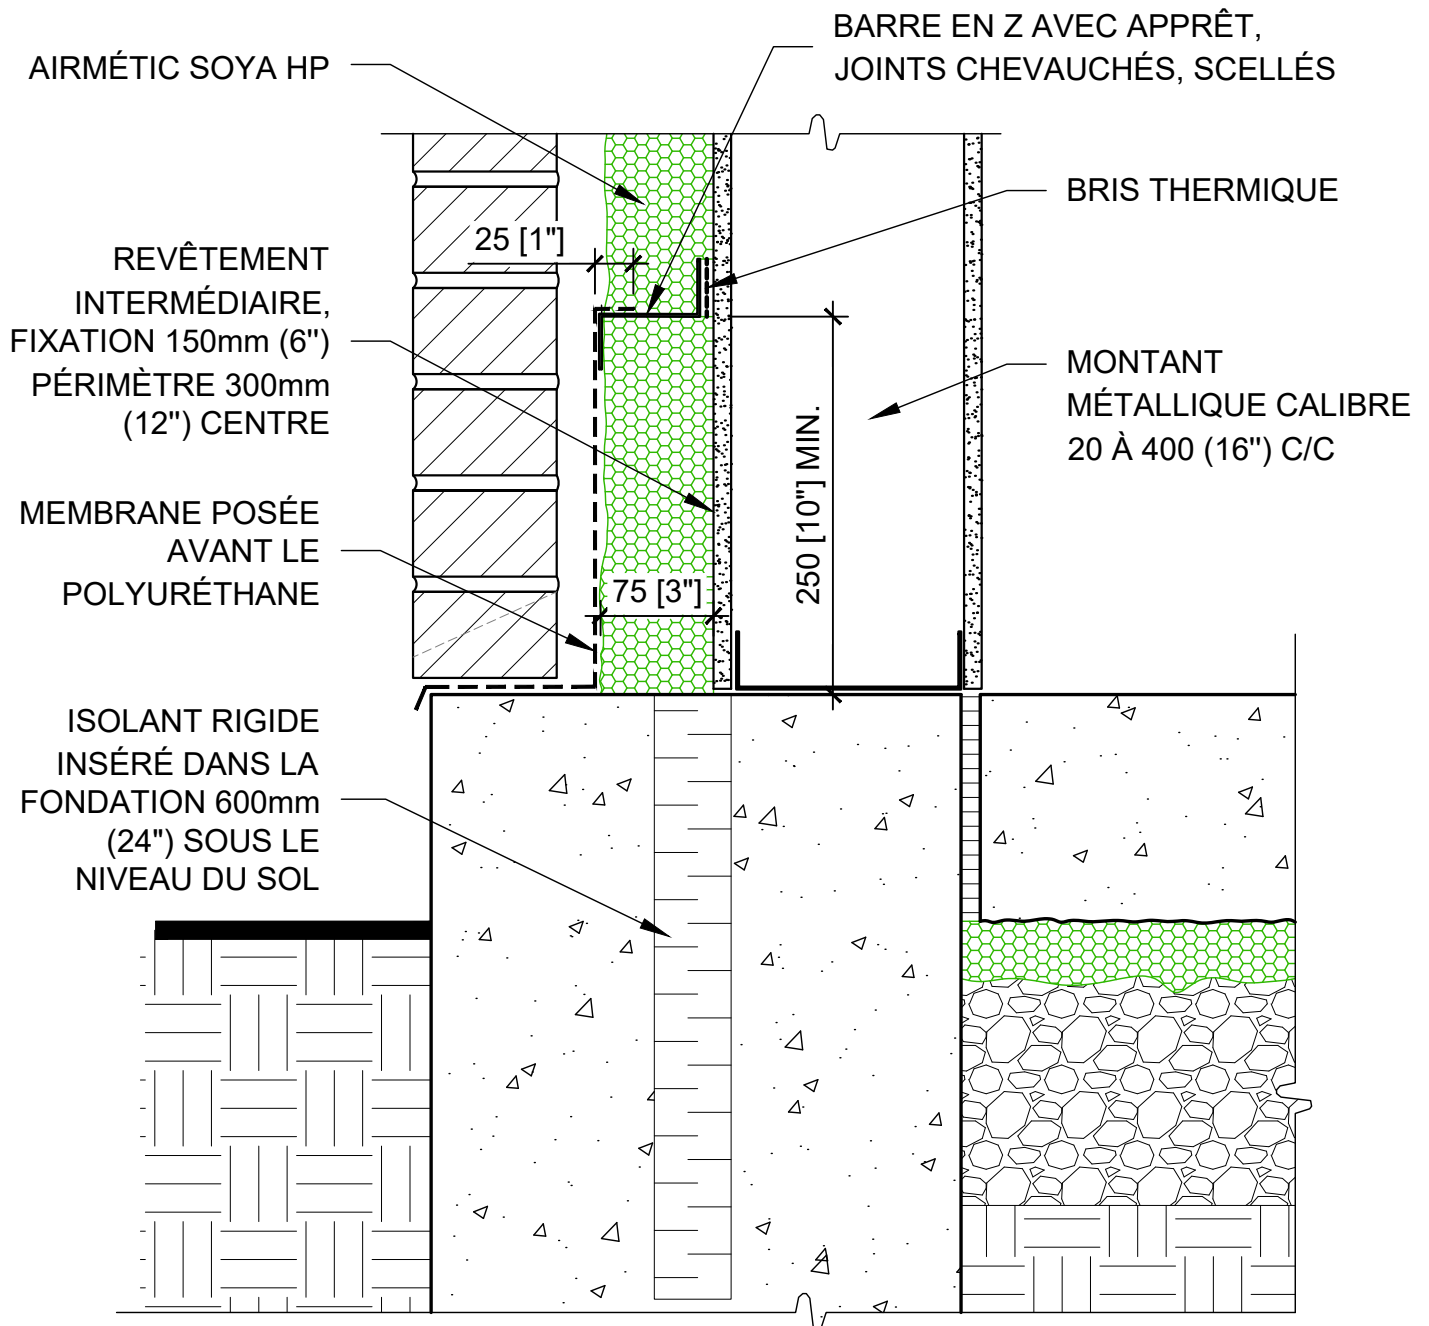 BARRE EN Z AVEC APPRÊT,
JOINTS CHEVAUCHÉS, SCELLÉS
AIRMÉTIC SOYA HP
BRIS THERMIQUE
25 [1"]
REVÊTEMENT
INTERMÉDIAIRE,
FIXATION 150mm (6'')
PÉRIMÈTRE 300mm
(12'') CENTRE
MONTANT
MÉTALLIQUE CALIBRE
20 À 400 (16'') C/C
250 [10"] MIN.
MEMBRANE POSÉE
AVANT LE
POLYURÉTHANE
75 [3"]
ISOLANT RIGIDE
INSÉRÉ DANS LA
FONDATION 600mm
(24'') SOUS LE
NIVEAU DU SOL